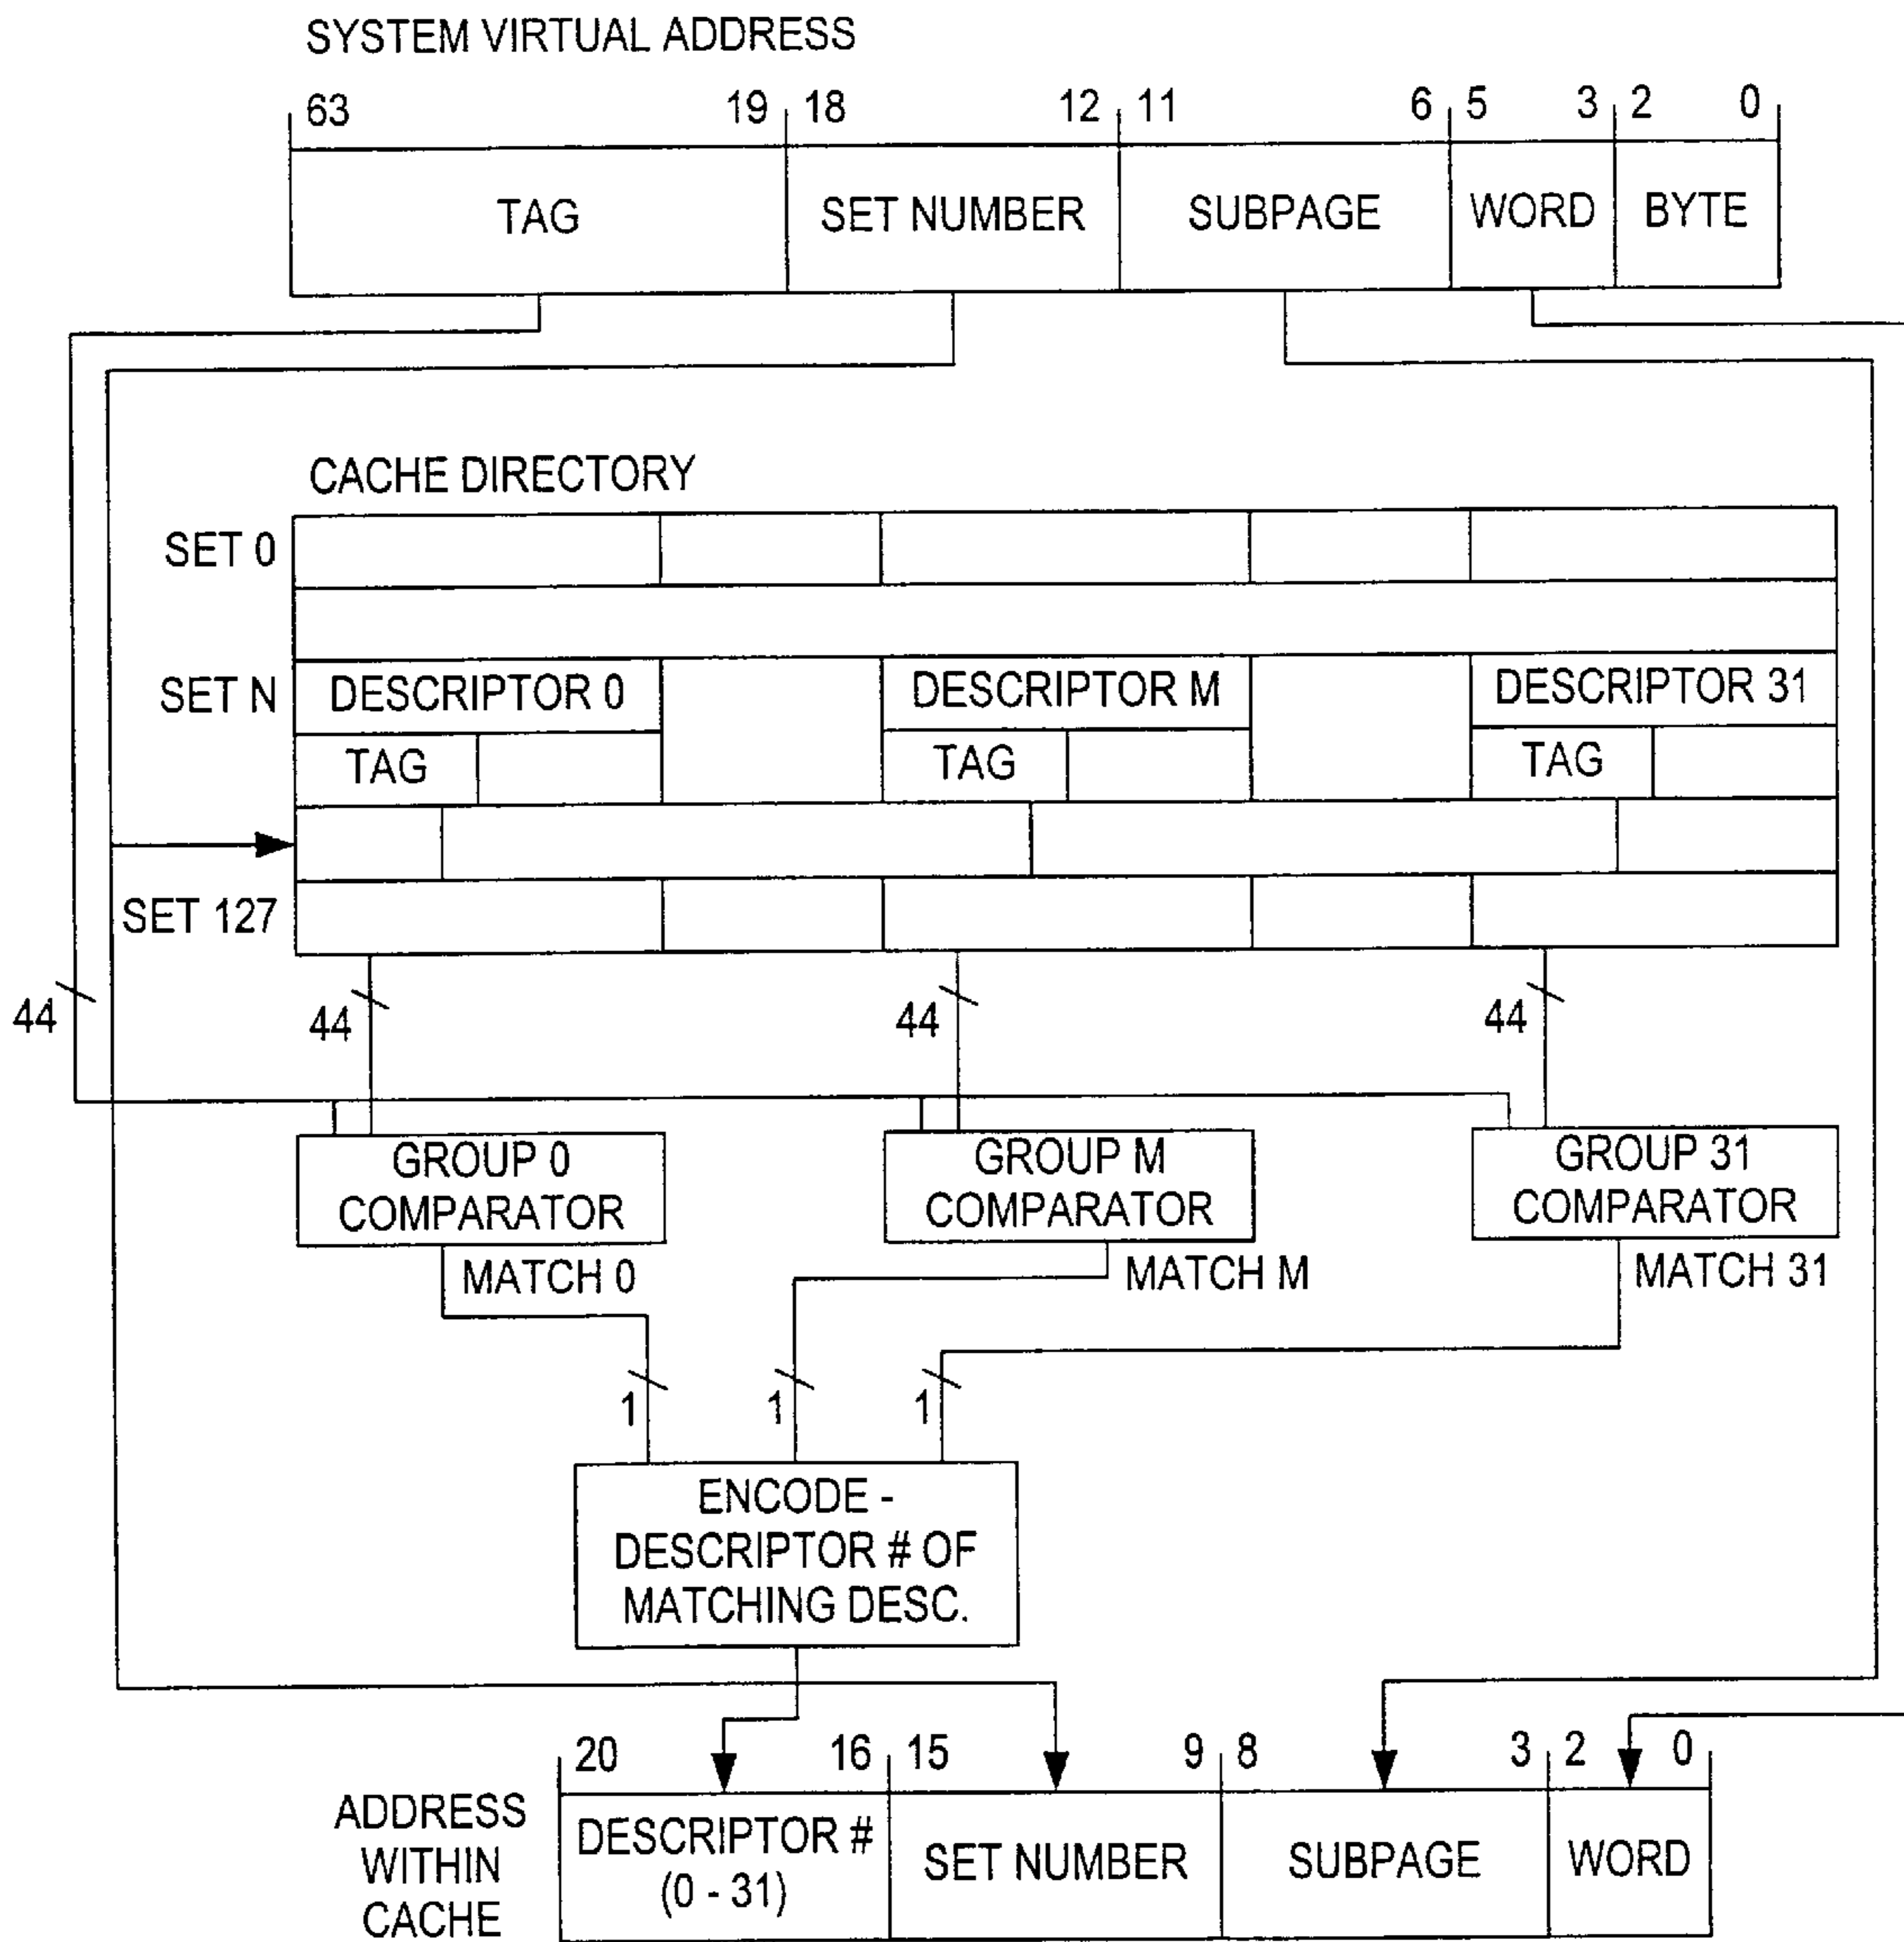 SYSTEM VIRTUAL ADDRESS
63 19 18 12 11 6 5 3 2 0
TAG SET NUMBER SUBPAGE WORD BYTE
CACHE DIRECTORY
SET 0
SET N DESCRIPTOR 0 DESCRIPTOR M DESCRIPTOR 31
TAG TAG TAG
SET 127
44 44 44 44
GROUP 0 COMPARATOR
GROUP M COMPARATOR
GROUP 31 COMPARATOR
MATCH 0 MATCH M MATCH 31
1 1 1
ENCODE -
DESCRIPTOR # OF
MATCHING DESC.
20 16 15 9 8 3 2 0
ADDRESS
WITHIN
CACHE
DESCRIPTOR #
(0 - 31)
SET NUMBER SUBPAGE WORD